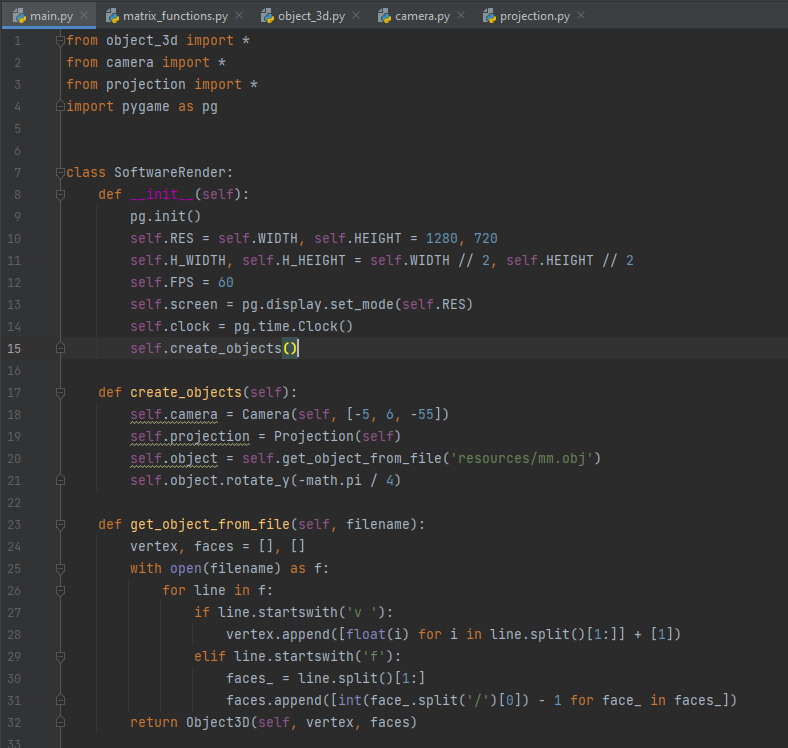 main.py matrix_functions.py object_3d.py camera.py projection.py
1 from object_3d import *
2 from camera import *
3 from projection import *
4 import pygame as pg
5
6
7 class SoftwareRender:
8     def __init__(self):
9         pg.init()
10         self.RES = self.WIDTH, self.HEIGHT = 1280, 720
11         self.H_WIDTH, self.H_HEIGHT = self.WIDTH // 2, self.HEIGHT // 2
12         self.FPS = 60
13         self.screen = pg.display.set_mode(self.RES)
14         self.clock = pg.time.Clock()
15         self.create_objects()
16
17     def create_objects(self):
18         self.camera = Camera(self, [-5, 6, -55])
19         self.projection = Projection(self)
20         self.object = self.get_object_from_file('resources/mm.obj')
21         self.object.rotate_y(-math.pi / 4)
22
23     def get_object_from_file(self, filename):
24         vertex, faces = [], []
25         with open(filename) as f:
26             for line in f:
27                 if line.startswith('v '):
28                     vertex.append([float(i) for i in line.split()[1:]] + [1])
29                 elif line.startswith('f'):
30                     faces_ = line.split()[1:]
31                     faces.append([int(face_.split('/')[0]) - 1 for face_ in faces_])
32         return Object3D(self, vertex, faces)
33